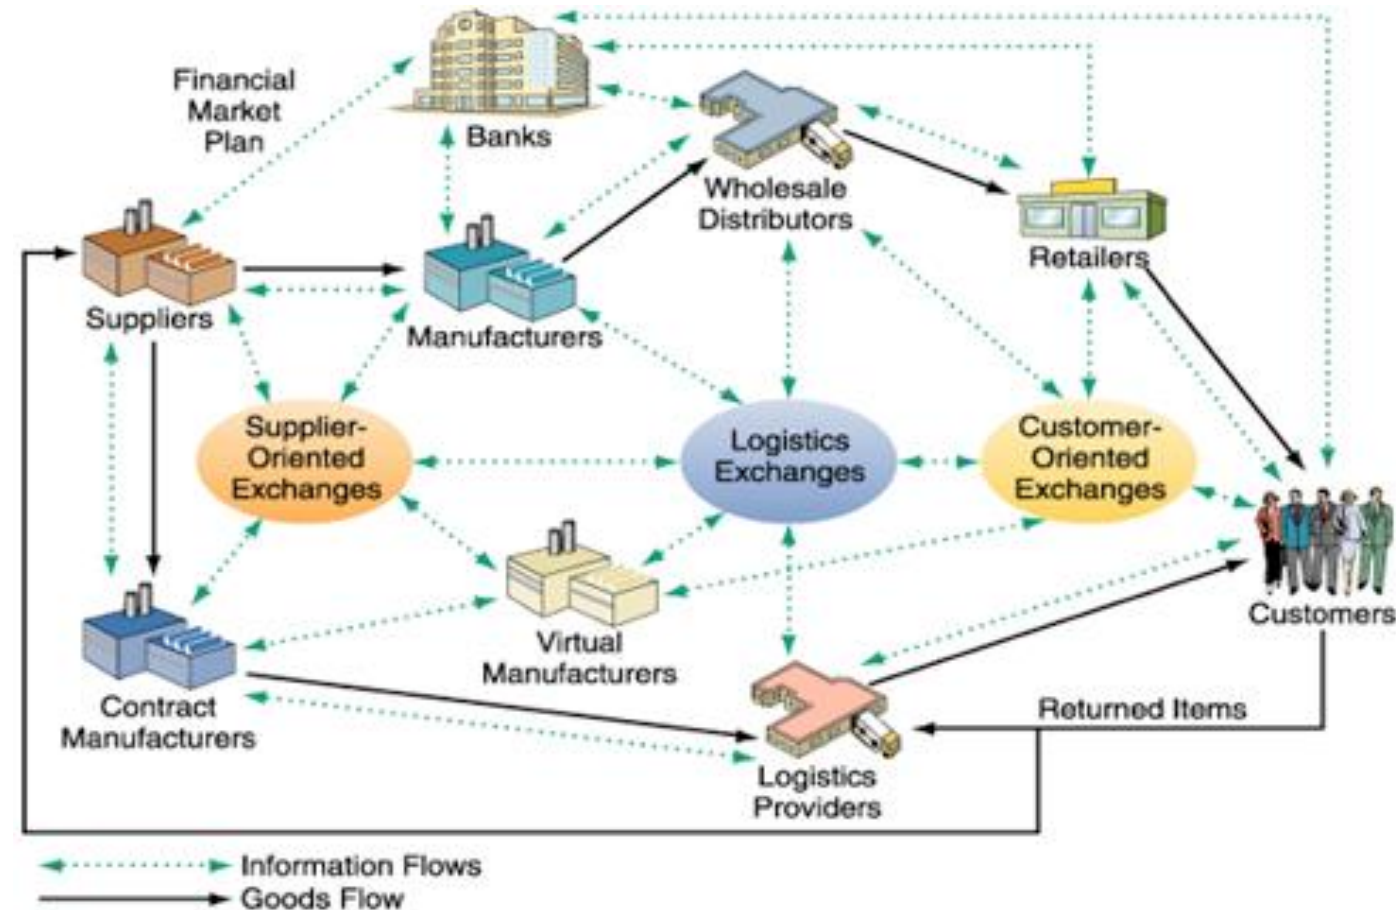 Financial
Market
Plan
Banks
Wholesale
Distributors
Retailers
Suppliers
Manufacturers
Supplier-
Oriented
Exchanges
Logistics
Exchanges
Customer-
Oriented
Exchanges
Customers
Virtual
Manufacturers
Contract
Manufacturers
Returned Items
Logistics
Providers
Information Flows
Goods Flow